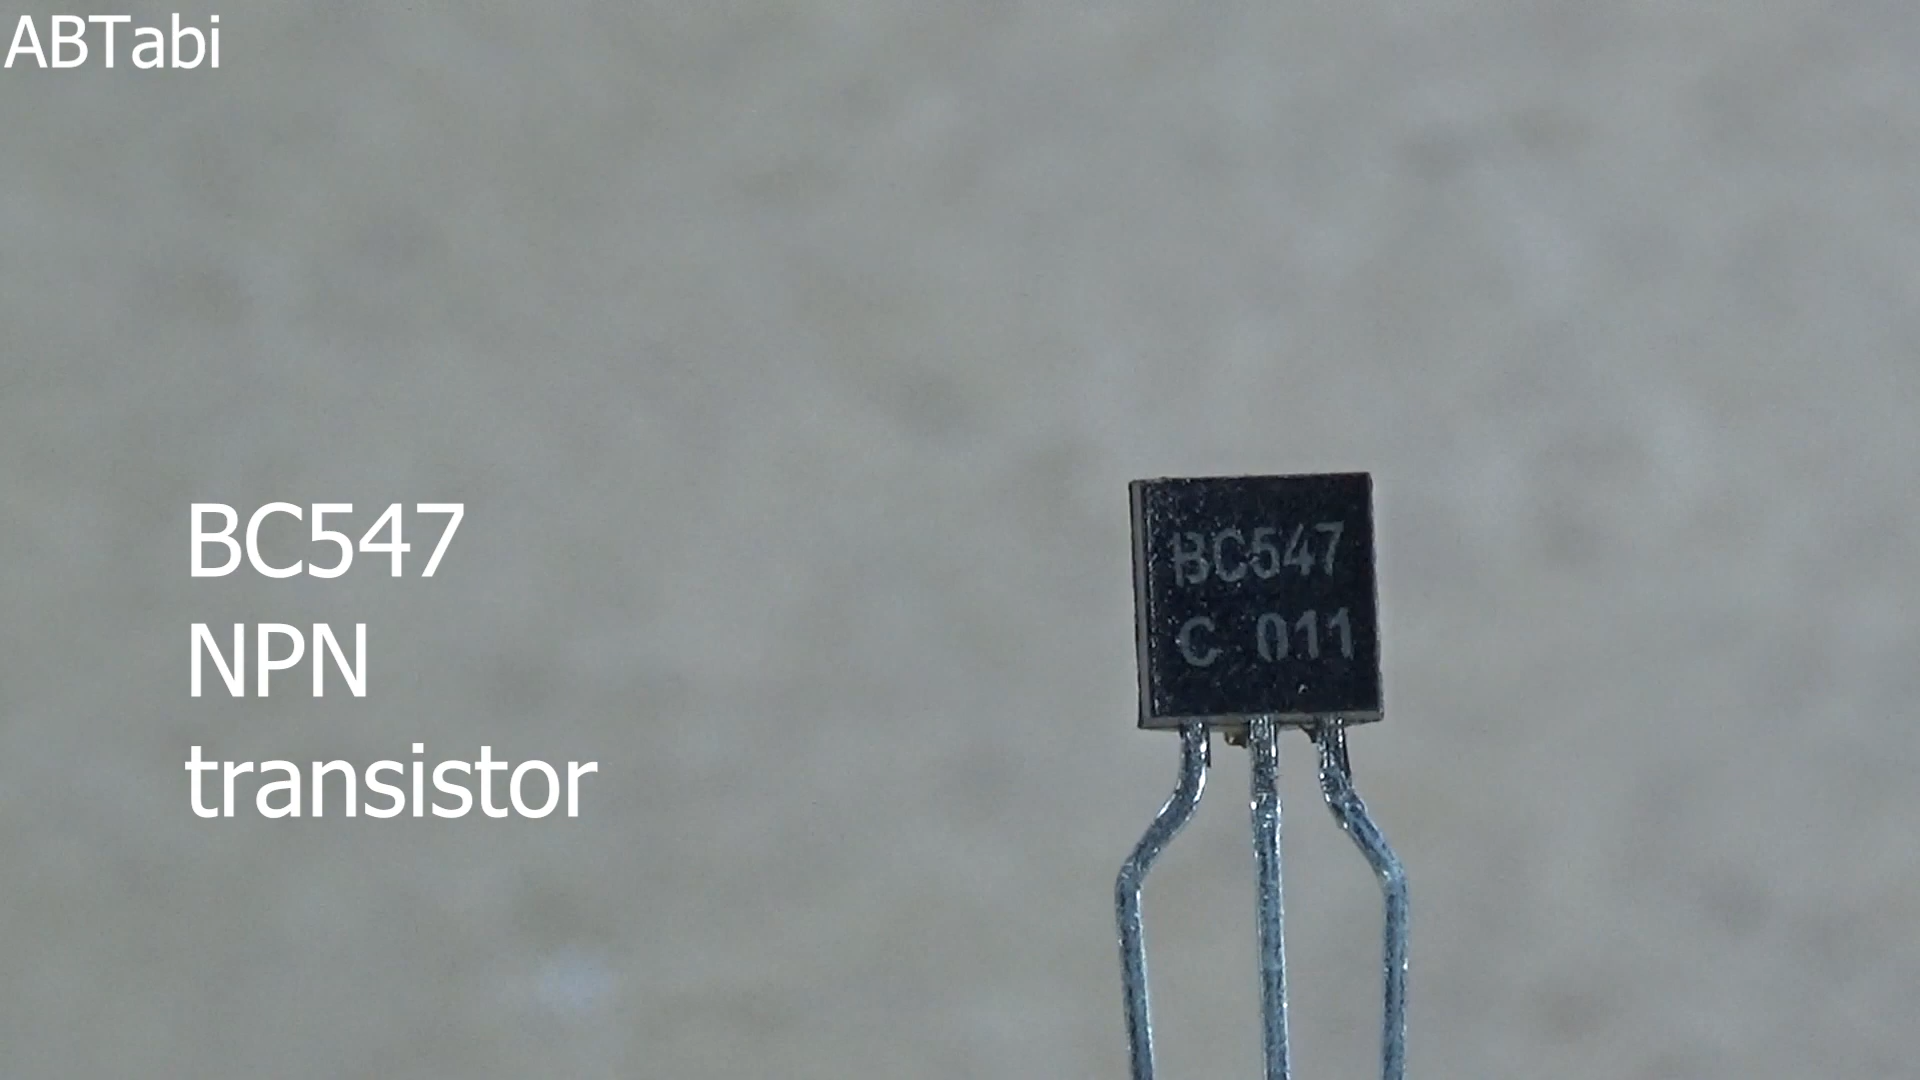 ABTabi
BC547
NPN
transistor
BC547
C 011